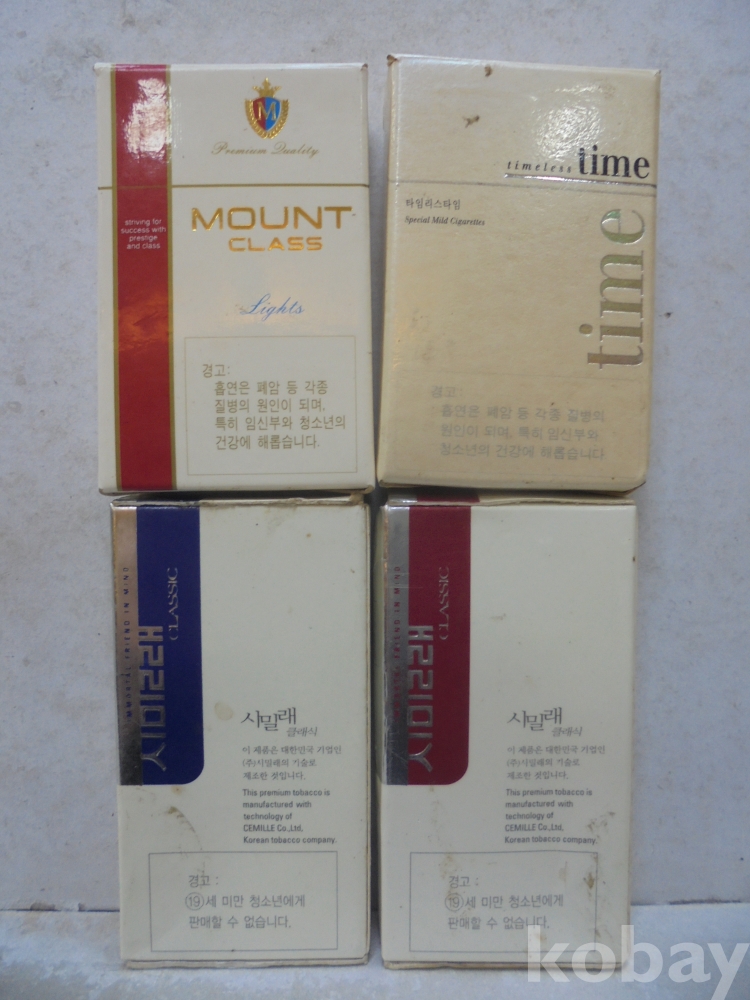 M
Premium Quality
MOUNT
CLASS
Lights
striving for
success with
prestige
and class
경고:
흡연은 폐암 등 각종
질병의 원인이 되며,
특히 임신부와 청소년의
건강에 해롭습니다.
timeless time
타임리스타임
Special Mild Cigarettes
time
경고:
흡연은 폐암 등 각종 질병의
원인이 되며, 특히 임신부와
청소년의 건강에 해롭습니다
FRIEND IN MIND
CLASSIC
시밀래
시밀래
클래식
이 제품은 대한민국 기업인
(주)시밀래의 기술로
제조한 것입니다.
This premium tobacco is
manufactured with
technology of
CEMILLE Co.,Ltd,
Korean tobacco company.
경고 :
19세 미만 청소년에게
판매할 수 없습니다.
FRIEND IN MIND
CLASSIC
시밀래
시밀래
클래식
이 제품은 대한민국 기업인
(주)시밀래의 기술로
제조한 것입니다.
This premium tobacco is
manufactured with
technology of
CEMILLE Co.,Ltd,
Korean tobacco company.
경고 :
19세 미만 청소년에게
판매할 수 없습니다.
kobay